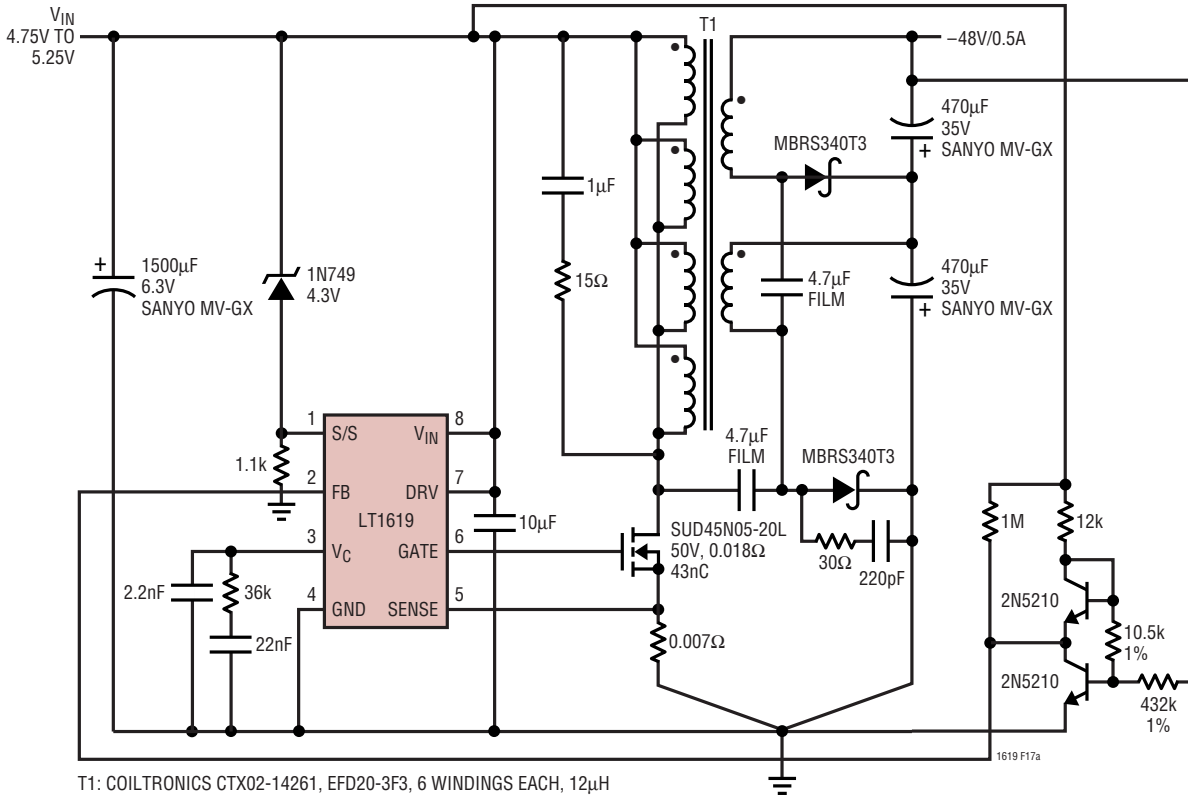 VIN
4.75V TO
5.25V
T1
–48V/0.5A
470µF
35V
+ SANYO MV-GX
MBRS340T3
1µF
+
1500µF
6.3V
SANYO MV-GX
1N749
4.3V
15Ω
4.7µF
FILM
470µF
35V
+ SANYO MV-GX
1
S/S
VIN
8
1.1k
2
FB
DRV
7
LT1619
10µF
3
VC
GATE
6
2.2nF
36k
4
GND
SENSE
5
22nF
4.7µF
FILM
MBRS340T3
SUD45N05-20L
50V, 0.018Ω
43nC
30Ω
220pF
0.007Ω
1M
12k
2N5210
10.5k
1%
2N5210
432k
1%
1619 F17a
T1: COILTRONICS CTX02-14261, EFD20-3F3, 6 WINDINGS EACH, 12µH